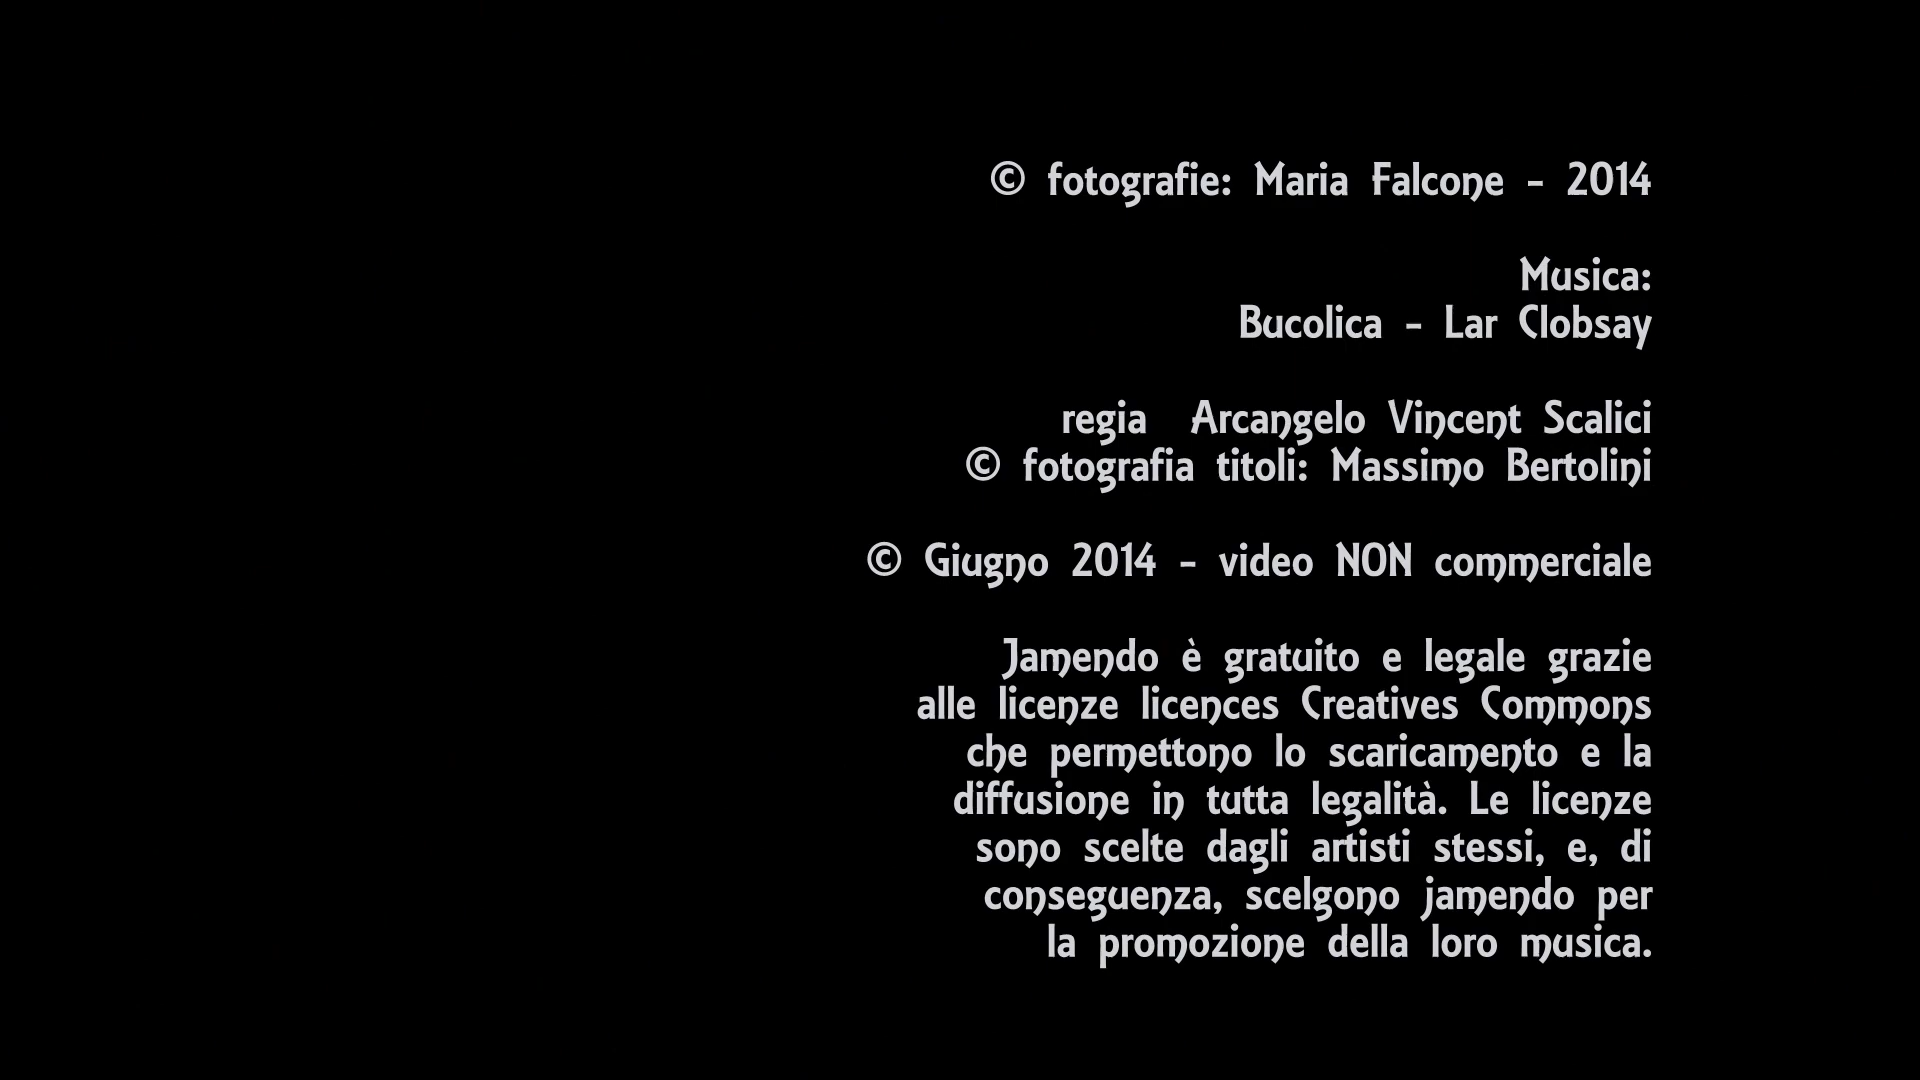 © fotografie: Maria Falcone - 2014
Musica:
Bucolica - Lar Clobsay
regia Arcangelo Vincent Scalici
© fotografia titoli: Massimo Bertolini
© Giugno 2014 - video NON commerciale
Jamendo è gratuito e legale grazie
alle licenze licences Creatives Commons
che permettono lo scaricamento e la
diffusione in tutta legalità. Le licenze
sono scelte dagli artisti stessi, e, di
conseguenza, scelgono jamendo per
la promozione della loro musica.